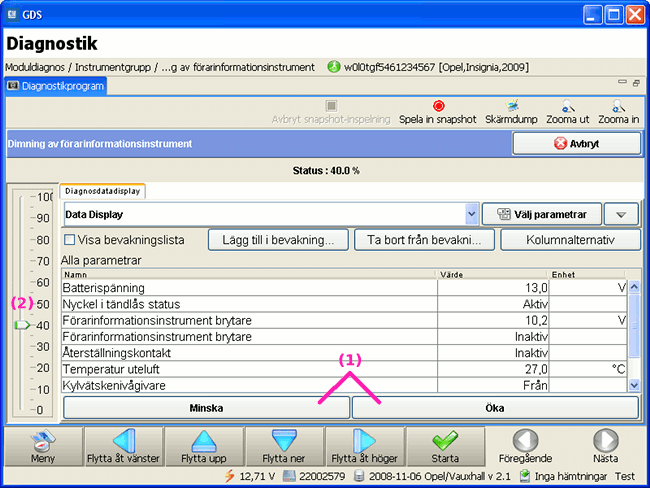 GDS
Diagnostik
Moduldiagnos / Instrumentgrupp / ...g av förarinformationsinstrument w0l0tgf5461234567 [Opel,Insignia,2009]
Diagnostikprogram
Avbryt snapshot-inspelning Spela in snapshot Skärmdump Zooma ut Zooma in
Dimning av förarinformationsinstrument Avbryt
Status : 40.0 %
Diagnosdatadisplay
Data Display Välj parametrar
Visa bevakningslista Lägg till i bevakning... Ta bort från bevakni... Kolumnalternativ
Alla parametrar
Namn Värde Enhet
Batterispänning 13,0 V
Nyckel i tändlås status Aktiv
Förarinformationsinstrument brytare 10,2 V
Förarinformationsinstrument brytare Inaktiv
Återställningskontakt Inaktiv
Temperatur uteluft 27,0 °C
Kylvätskenivågivare Från
100
90
80
70
60
(2) 50
40
30
20
10
0
(1)
Minska Öka
Meny Flytta åt vänster Flytta upp Flytta ner Flytta åt höger Starta Föregående Nästa
12,71 V 22002579 2008-11-06 Opel/Vauxhall v 2.1 Inga hämtningar Test